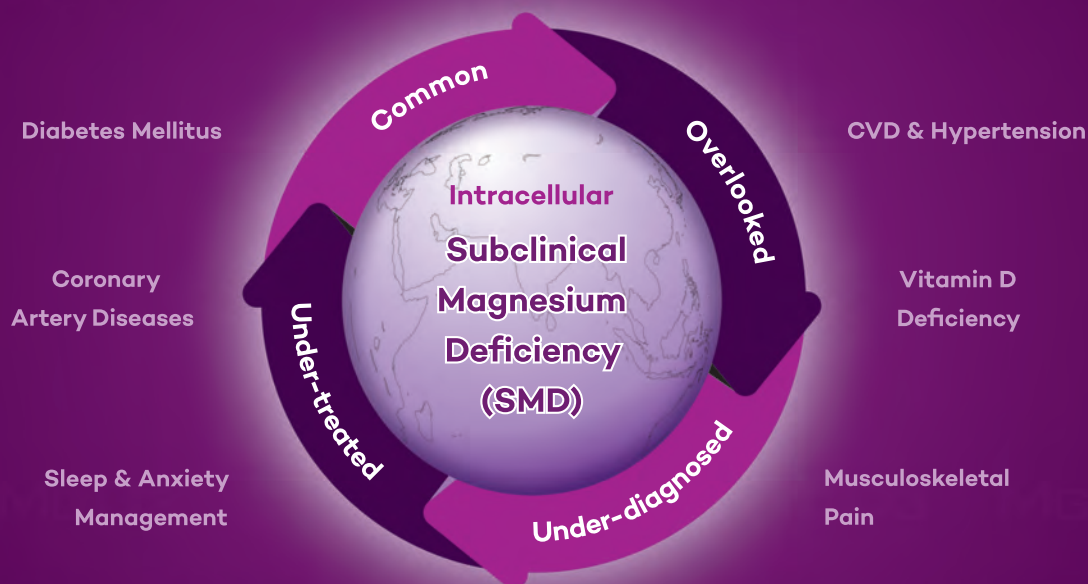 Common
Overlooked
Under-diagnosed
Under-treated
Intracellular
Subclinical
Magnesium
Deficiency
(SMD)
Diabetes Mellitus
Coronary
Artery Diseases
Sleep & Anxiety
Management
CVD & Hypertension
Vitamin D
Deficiency
Musculoskeletal
Pain